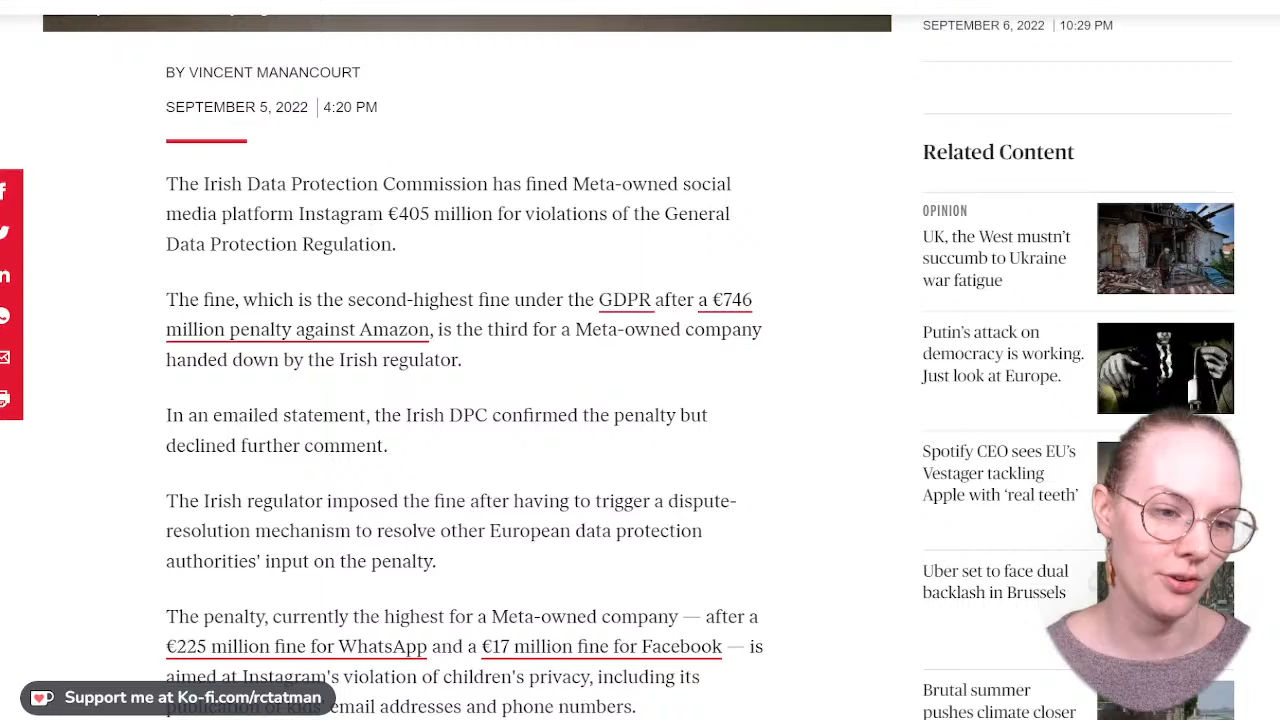 SEPTEMBER 6, 2022 | 10:29 PM
BY VINCENT MANANCOURT
SEPTEMBER 5, 2022 | 4:20 PM
The Irish Data Protection Commission has fined Meta-owned social
media platform Instagram €405 million for violations of the General
Data Protection Regulation.
The fine, which is the second-highest fine under the GDPR after a €746
million penalty against Amazon, is the third for a Meta-owned company
handed down by the Irish regulator.
In an emailed statement, the Irish DPC confirmed the penalty but
declined further comment.
The Irish regulator imposed the fine after having to trigger a dispute-
resolution mechanism to resolve other European data protection
authorities' input on the penalty.
The penalty, currently the highest for a Meta-owned company — after a
€225 million fine for WhatsApp and a €17 million fine for Facebook — is
aimed at Instagram's violation of children's privacy, including its
publication of kids' email addresses and phone numbers.
Support me at Ko-fi.com/rctatman
Related Content
OPINION
UK, the West mustn't
succumb to Ukraine
war fatigue
Putin's attack on
democracy is working.
Just look at Europe.
Spotify CEO sees EU's
Vestager tackling
Apple with 'real teeth'
Uber set to face dual
backlash in Brussels
Brutal summer
pushes climate closer